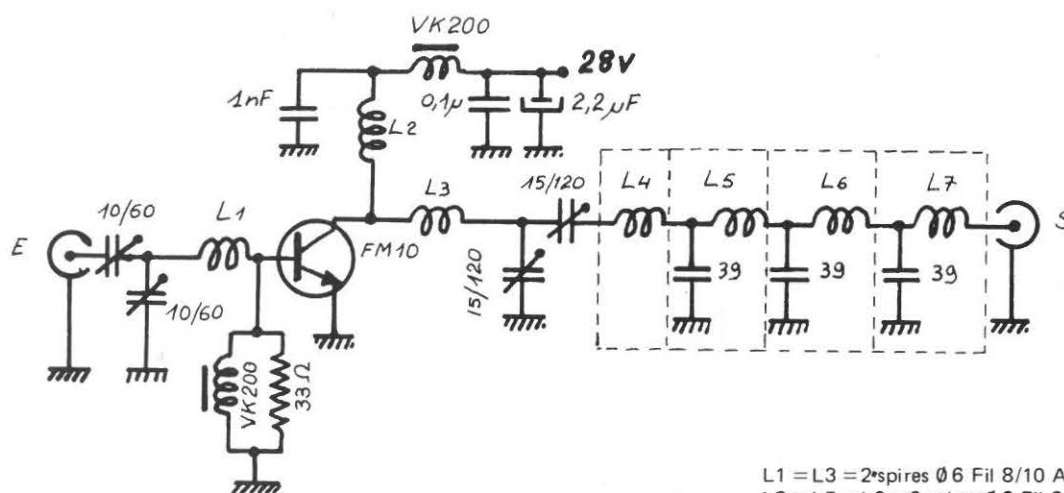 VK200
28V
1nF
0,1µ
2,2µF
L2
E
10/60
L1
10/60
FM10
L3
15/120
15/120
L4
L5
L6
L7
39
39
39
S
VK200
33Ω
L1 = L3 = 2 spires Ø 6 Fil 8/10 A